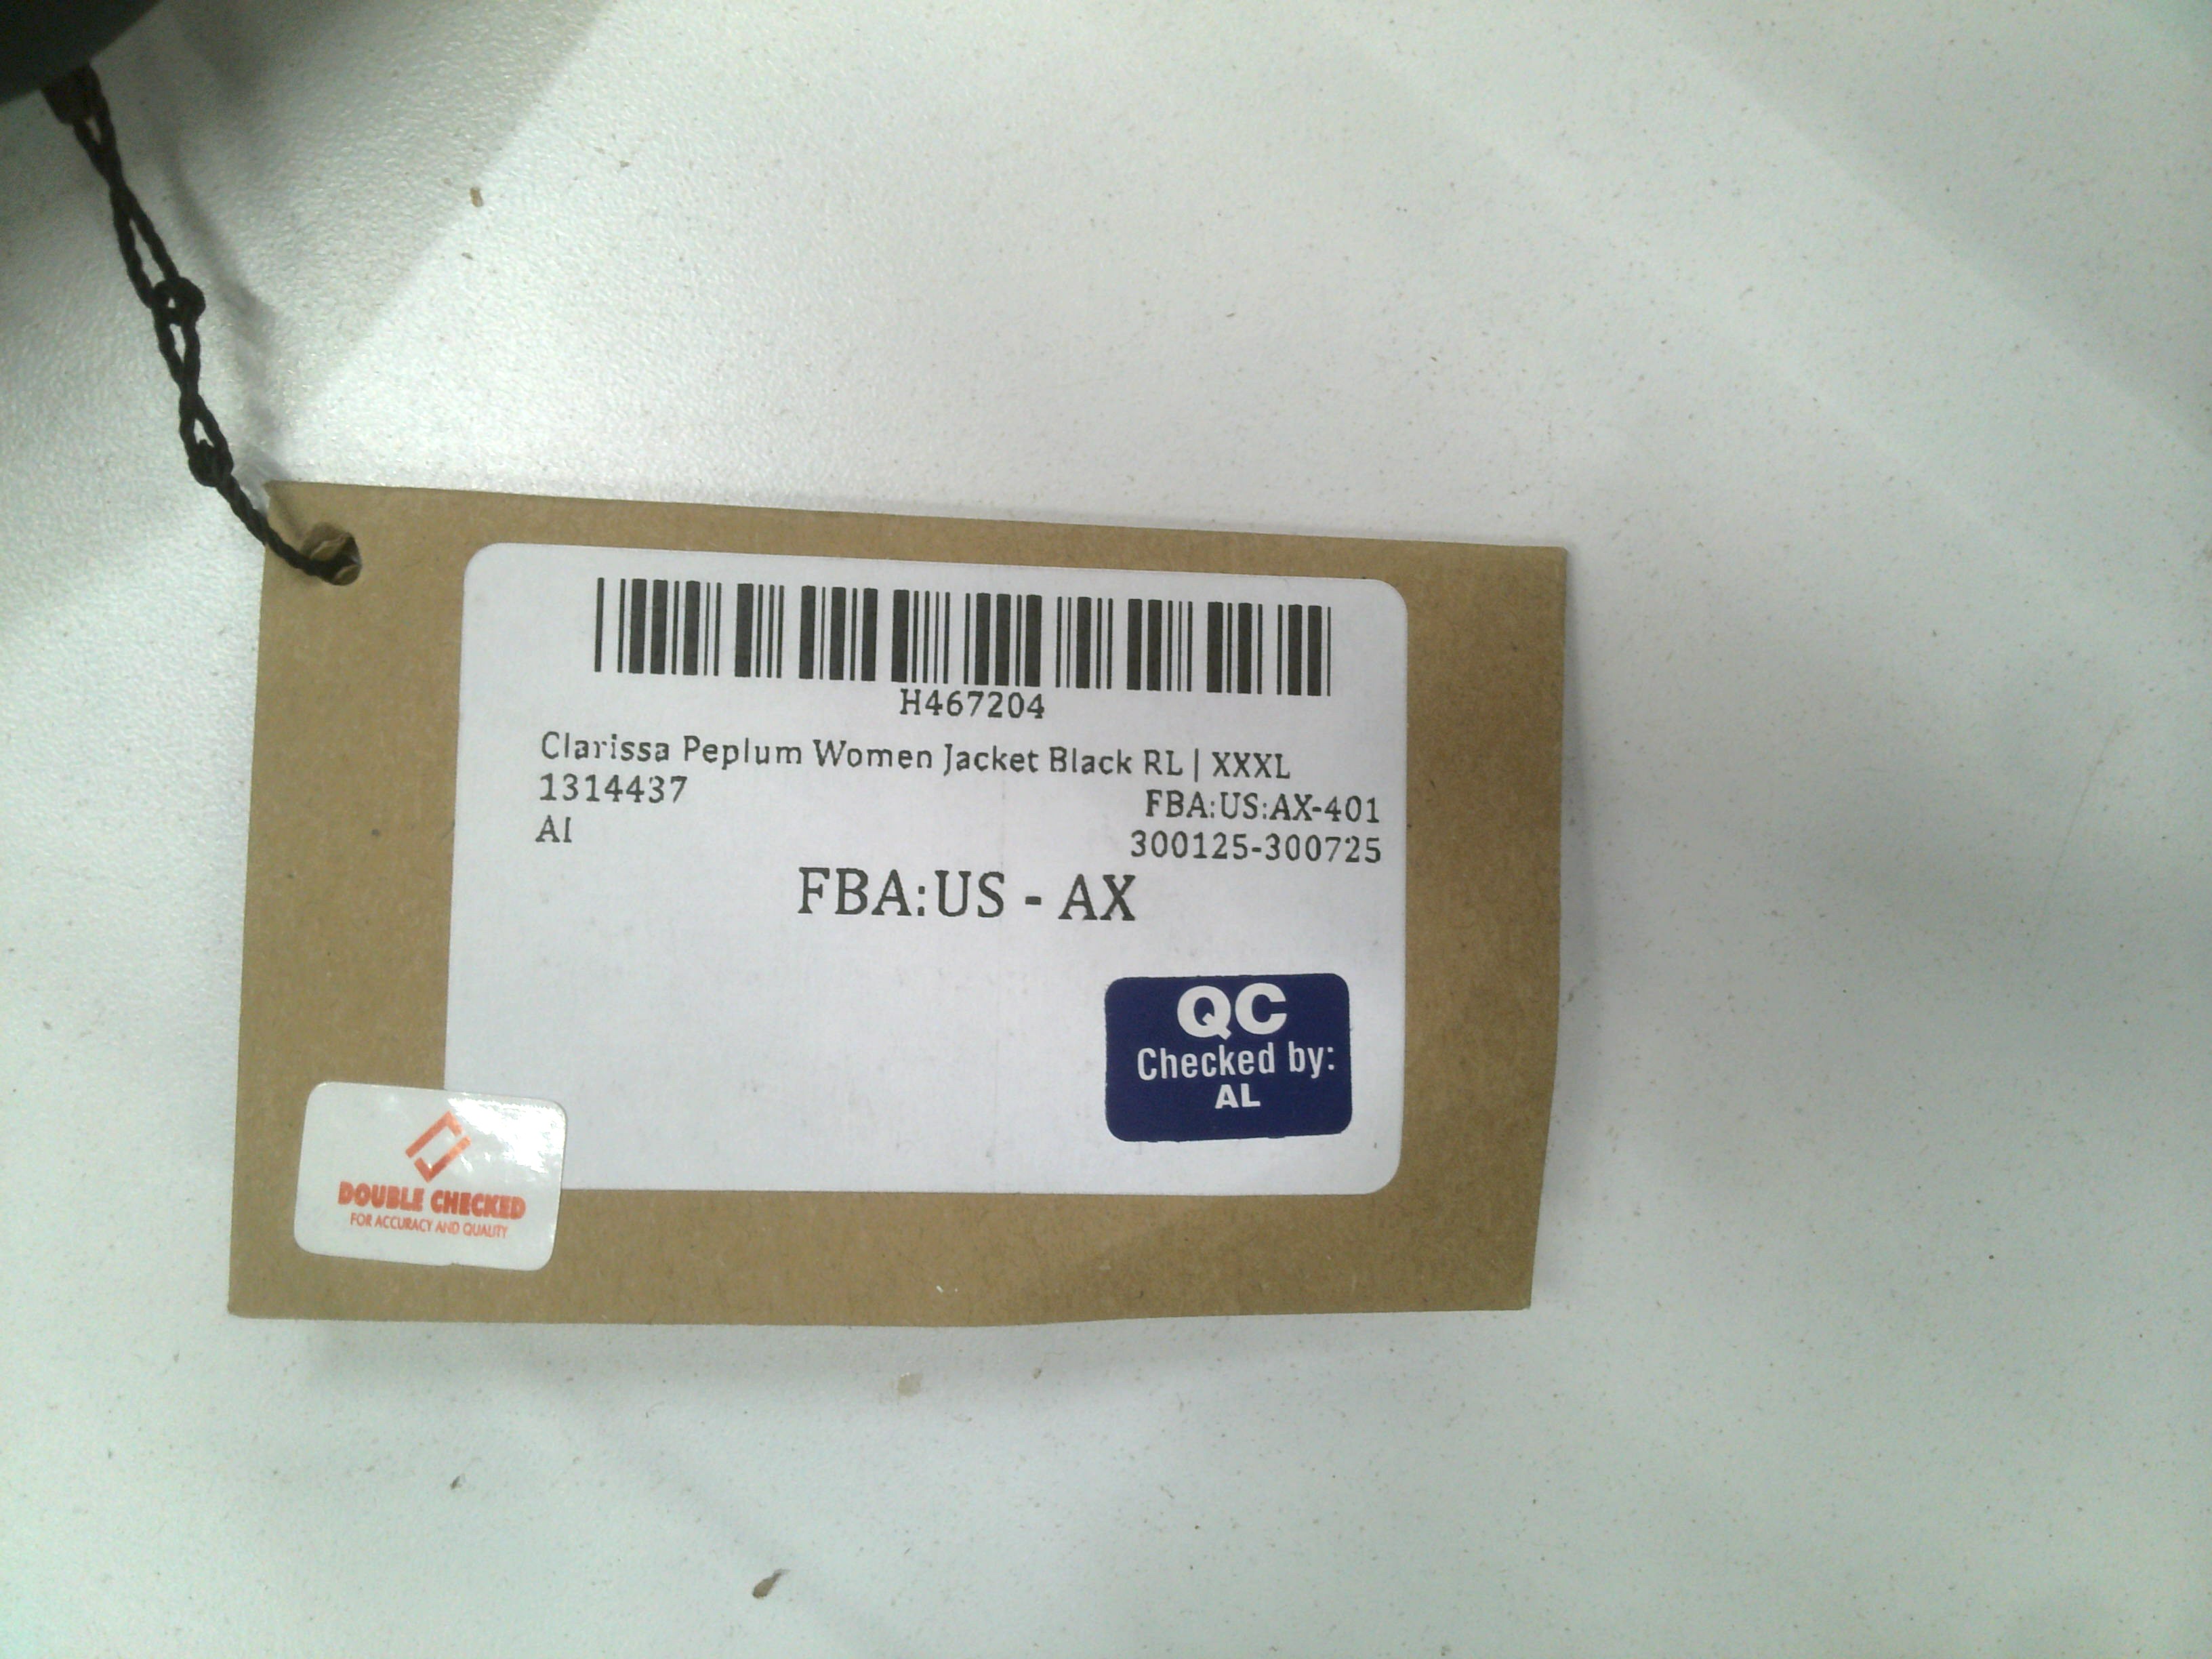 H467204
Clarissa Peplum Women Jacket Black RL | XXXL
1314437
FBA:US:AX-401
AI
300125-300725
FBA:US - AX
QC
Checked by:
AL
DOUBLE CHECKED
FOR ACCURACY AND QUALITY